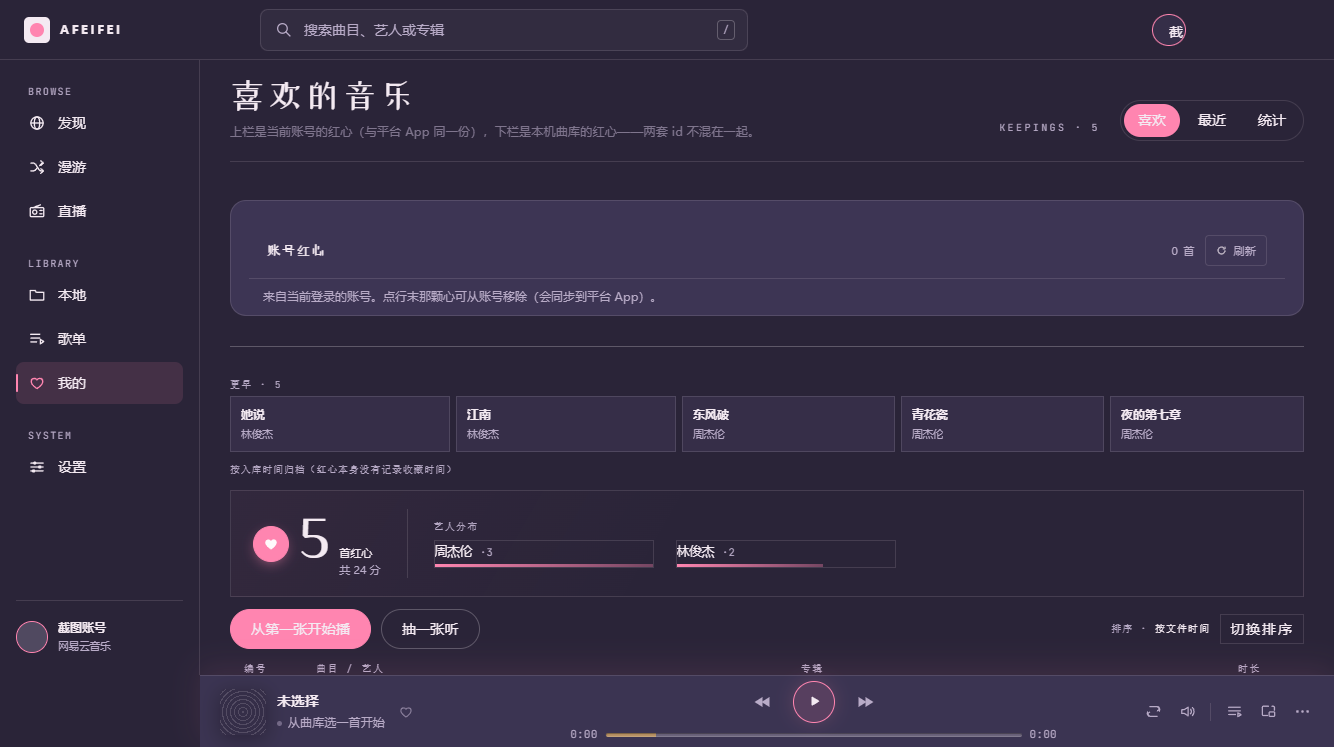 AFEIFEI
搜索曲目、艺人或专辑
/
截
BROWSE
发现
漫游
直播
LIBRARY
本地
歌单
我的
SYSTEM
设置
截图账号
网易云音乐
喜欢的音乐
上栏是当前账号的红心（与平台 App 同一份），下栏是本机曲库的红心——两套 id 不混在一起。
KEEPINGS · 5
喜欢 最近 统计
账号红心
0 首
刷新
来自当前登录的账号。点行末那颗心可从账号移除（会同步到平台 App）。
更早 · 5
她说
林俊杰
江南
林俊杰
东风破
周杰伦
青花瓷
周杰伦
夜的第七章
周杰伦
按入库时间归档（红心本身没有记录收藏时间）
5
首红心
共 24 分
艺人分布
周杰伦 ·3
林俊杰 ·2
从第一张开始播
抽一张听
排序 · 按文件时间
切换排序
编号 曲目 / 艺人 专辑 时长
未选择
从曲库选一首开始
0:00
0:00